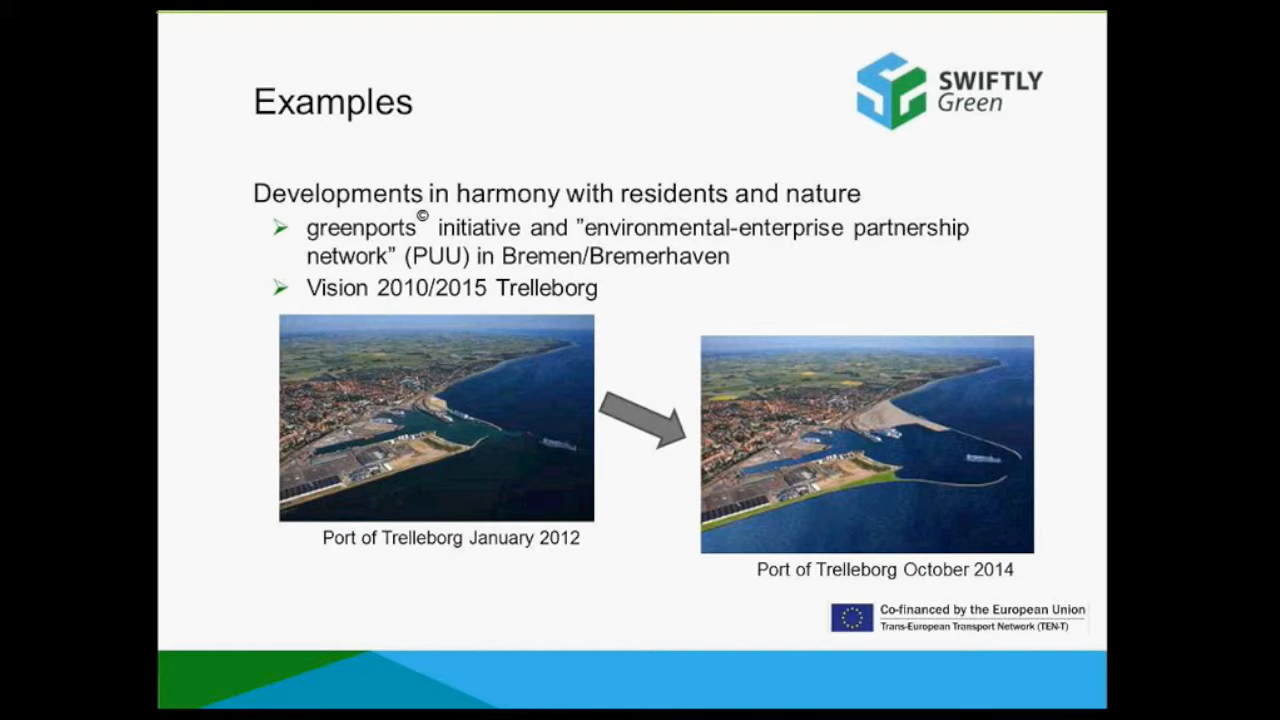 SWIFTLY
Green
Examples
Developments in harmony with residents and nature
greenports© initiative and ”environmental-enterprise partnership
network” (PUU) in Bremen/Bremerhaven
Vision 2010/2015 Trelleborg
Port of Trelleborg January 2012
Port of Trelleborg October 2014
Co-financed by the European Union
Trans-European Transport Network (TEN-T)